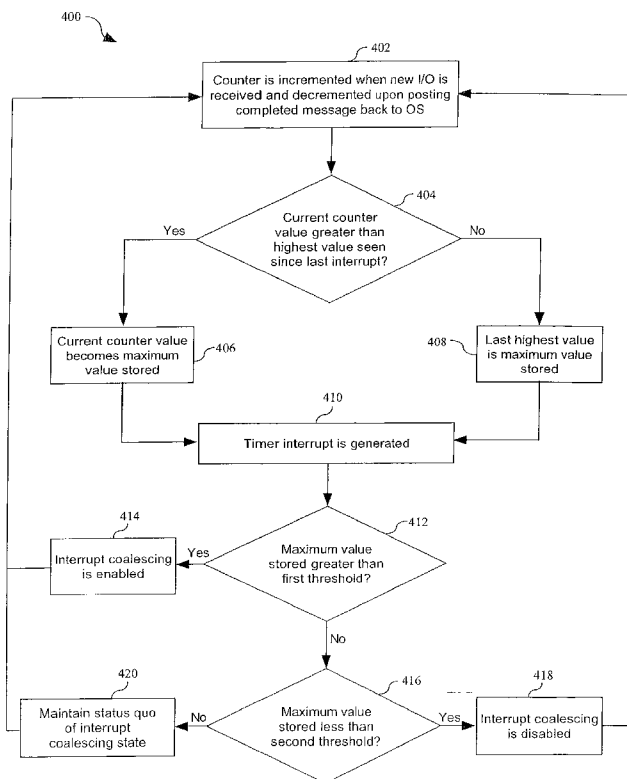 400
402
Counter is incremented when new I/O is
received and decremented upon posting
completed message back to OS
404
Current counter
value greater than
highest value seen
since last interrupt?
Yes
No
Current counter value
becomes maximum
value stored
406
408
Last highest value
is maximum value
stored
410
Timer interrupt is generated
412
Maximum value
stored greater than
first threshold?
414
Yes
Interrupt coalescing
is enabled
No
416
Maximum value
stored less than
second threshold?
420
No
Maintain status quo
of interrupt
coalescing state
418
Yes
Interrupt coalescing
is disabled